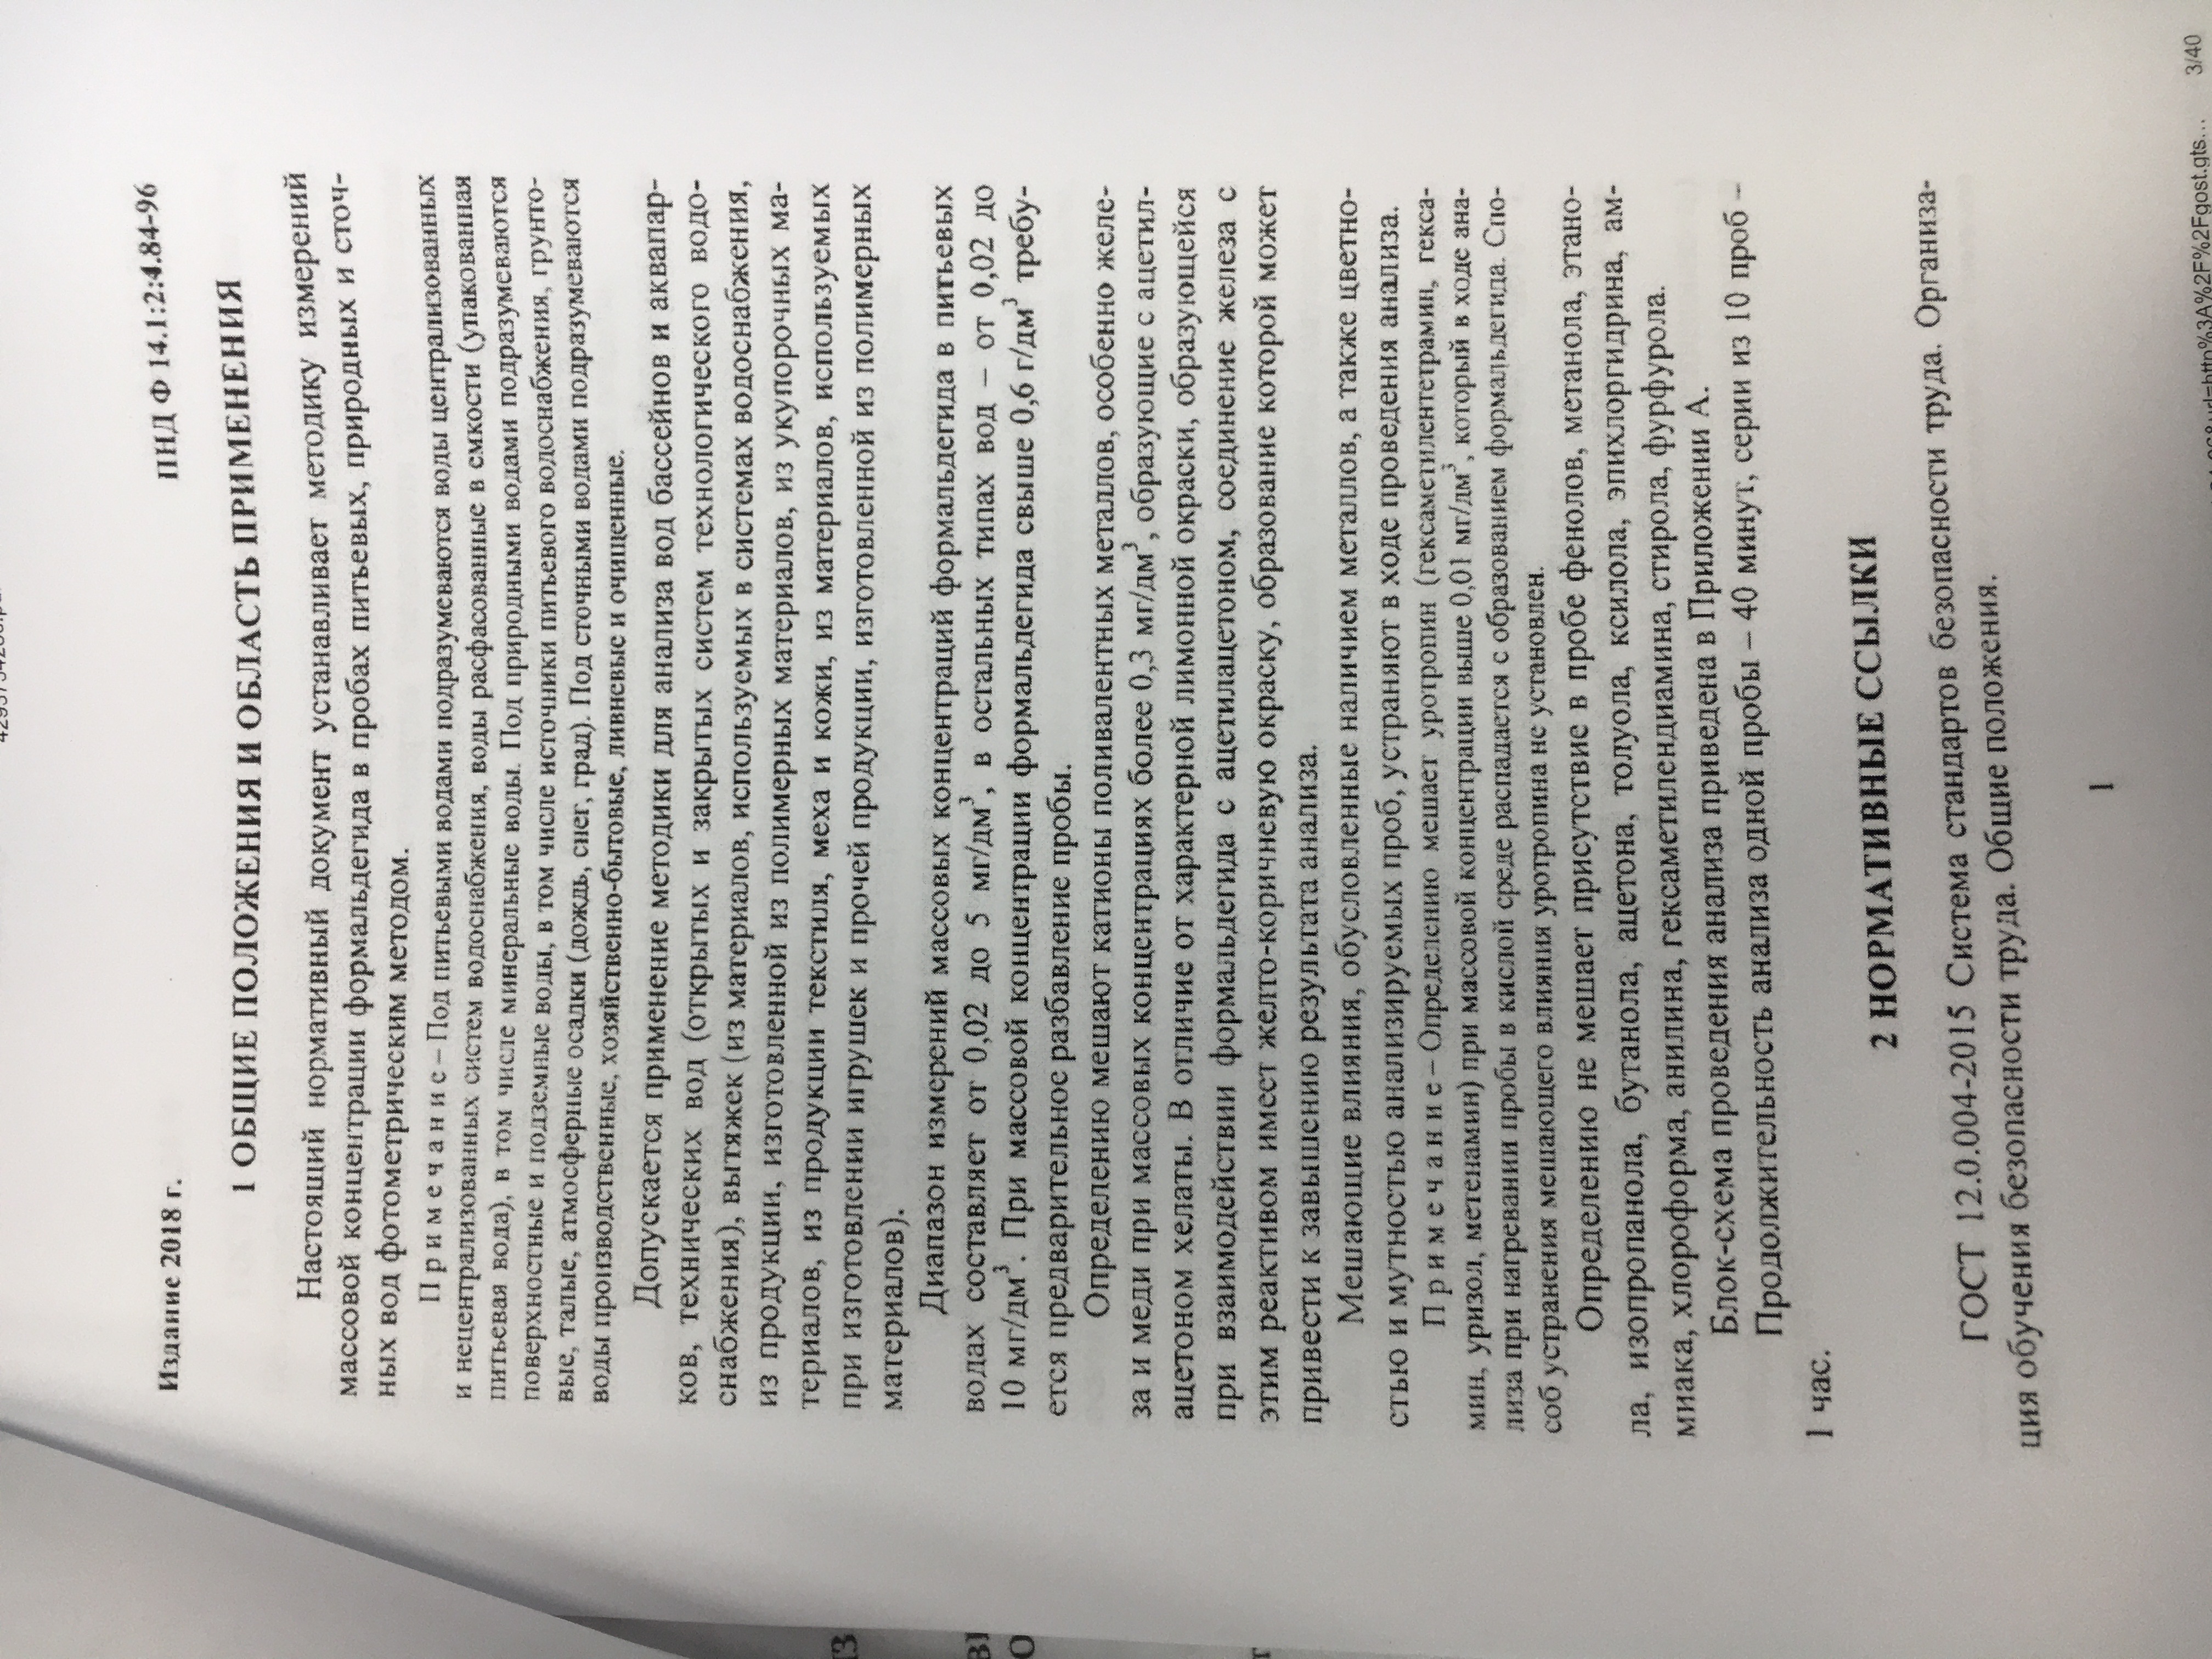 Издание 2018 г. ПНД Ф 14.1:2:4.84-96
1 ОБЩИЕ ПОЛОЖЕНИЯ И ОБЛАСТЬ ПРИМЕНЕНИЯ
Настоящий нормативный документ устанавливает методику измерений
массовой концентрации формальдегида в пробах питьевых, природных и сточ-
ных вод фотометрическим методом.
Примечание – Под питьевыми водами подразумеваются воды централизованных
и нецентрализованных систем водоснабжения, воды расфасованные в емкости (упакованная
питьевая вода), в том числе минеральные воды. Под природными водами подразумеваются
поверхностные и подземные воды, в том числе источники питьевого водоснабжения, грунто-
вые, талые, атмосферные осадки (дождь, снег, град). Под сточными водами подразумеваются
воды производственные, хозяйственно-бытовые, ливневые и очищенные.
Допускается применение методики для анализа вод бассейнов и аквапар-
ков, технических вод (открытых и закрытых систем технологического водо-
снабжения), вытяжек (из материалов, используемых в системах водоснабжения,
из продукции, изготовленной из полимерных материалов, из укупорочных ма-
териалов, из продукции текстиля, меха и кожи, из материалов, используемых
при изготовлении игрушек и прочей продукции, изготовленной из полимерных
материалов).
Диапазон измерений массовых концентраций формальдегида в питьевых
водах составляет от 0,02 до 5 мг/дм³, в остальных типах вод – от 0,02 до
10 мг/дм³. При массовой концентрации формальдегида свыше 0,6 г/дм³ требу-
ется предварительное разбавление пробы.
Определению мешают катионы поливалентных металлов, особенно желе-
за и меди при массовых концентрациях более 0,3 мг/дм³, образующие с ацетил-
ацетоном хелаты. В отличие от характерной лимонной окраски, образующейся
при взаимодействии формальдегида с ацетилацетоном, соединение железа с
этим реактивом имеет желто-коричневую окраску, образование которой может
привести к завышению результата анализа.
Мешающие влияния, обусловленные наличием металлов, а также цветно-
стью и мутностью анализируемых проб, устраняют в ходе проведения анализа.
Примечание – Определению мешает уротропин (гексаметилентетрамин, гекса-
мин, уризол, метенамин) при массовой концентрации выше 0,01 мг/дм³, который в ходе ана-
лиза при нагревании пробы в кислой среде распадается с образованием формальдегида. Спо-
соб устранения мешающего влияния уротропина не установлен.
Определению не мешает присутствие в пробе фенолов, метанола, этано-
ла, изопропанола, бутанола, ацетона, толуола, ксилола, эпихлоргидрина, ам-
миака, хлороформа, анилина, гексаметилендиамина, стирола, фурфурола.
Блок-схема проведения анализа приведена в Приложении А.
Продолжительность анализа одной пробы – 40 минут, серии из 10 проб –
1 час.
2 НОРМАТИВНЫЕ ССЫЛКИ
ГОСТ 12.0.004-2015 Система стандартов безопасности труда. Организа-
ция обучения безопасности труда. Общие положения.
1
3/40